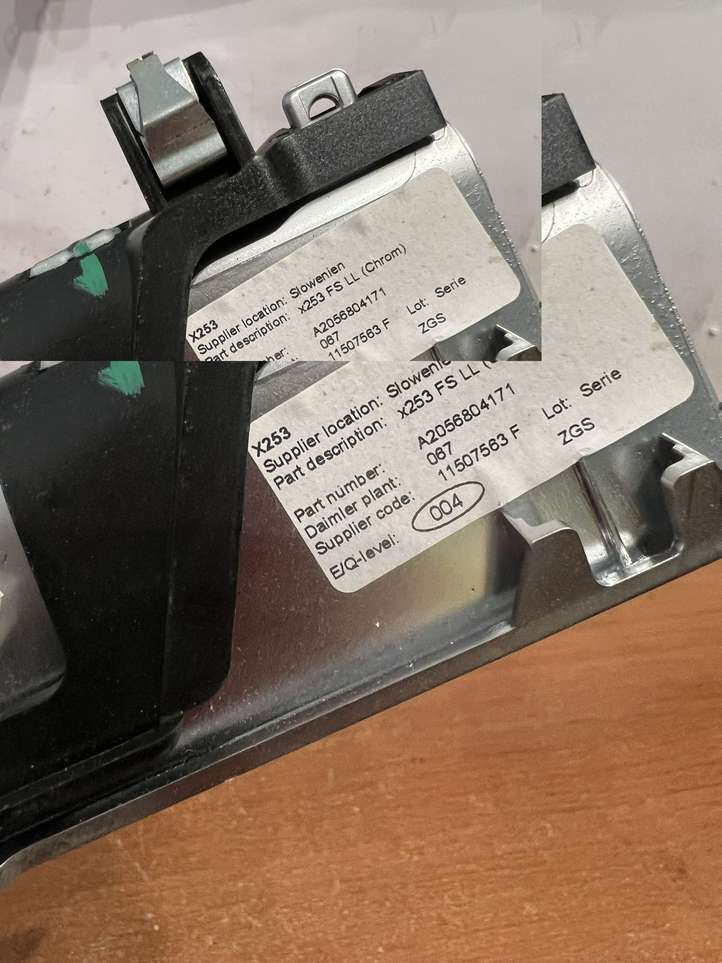 X253
Supplier location: Slowenien
Part description: x253 FS LL (Chrom)
A2056804171
067 Lot: Serie
11507563 F ZGS
X253
Supplier location:
Part description: x253 FS LL
Part number: A2056804171
Daimler plant: 067 Lot: Serie
Supplier code: 11507563 F ZGS
E/Q-level: 004